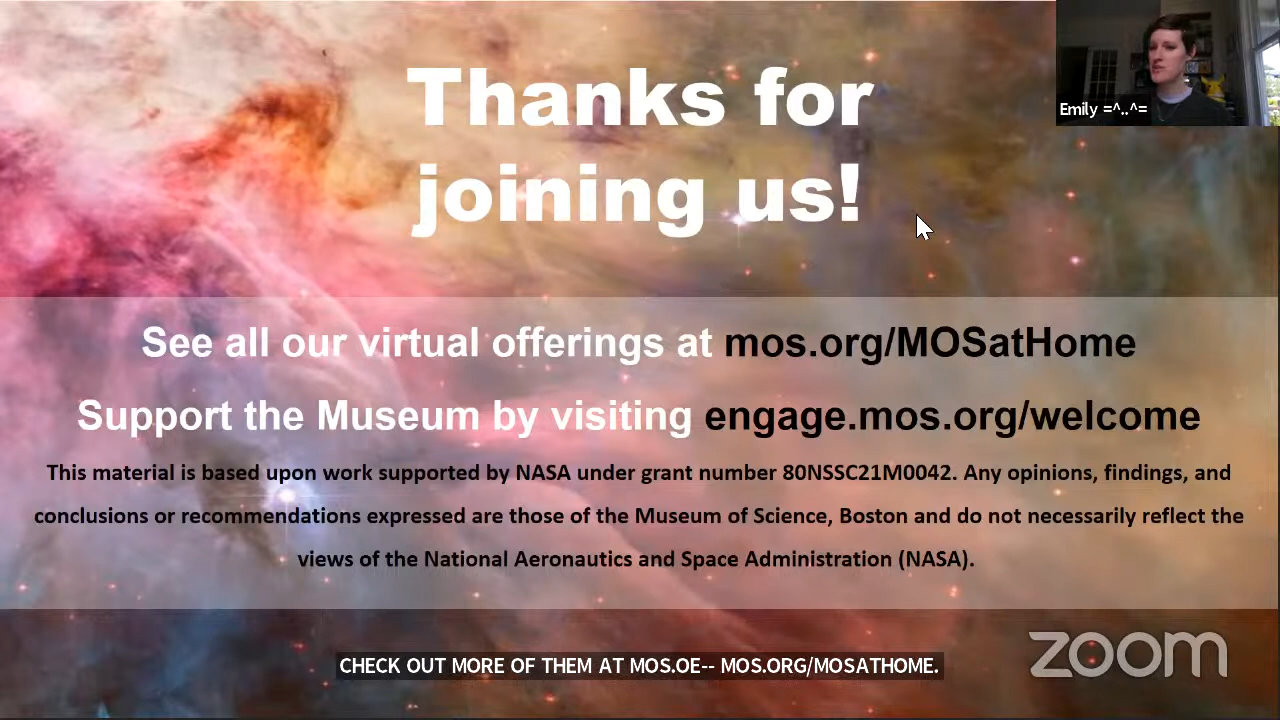 Thanks for
joining us!
Emily =^..^=
See all our virtual offerings at mos.org/MOSatHome
Support the Museum by visiting engage.mos.org/welcome
This material is based upon work supported by NASA under grant number 80NSSC21M0042. Any opinions, findings, and
conclusions or recommendations expressed are those of the Museum of Science, Boston and do not necessarily reflect the
views of the National Aeronautics and Space Administration (NASA).
CHECK OUT MORE OF THEM AT MOS.OE-- MOS.ORG/MOSATHOME.
zoom